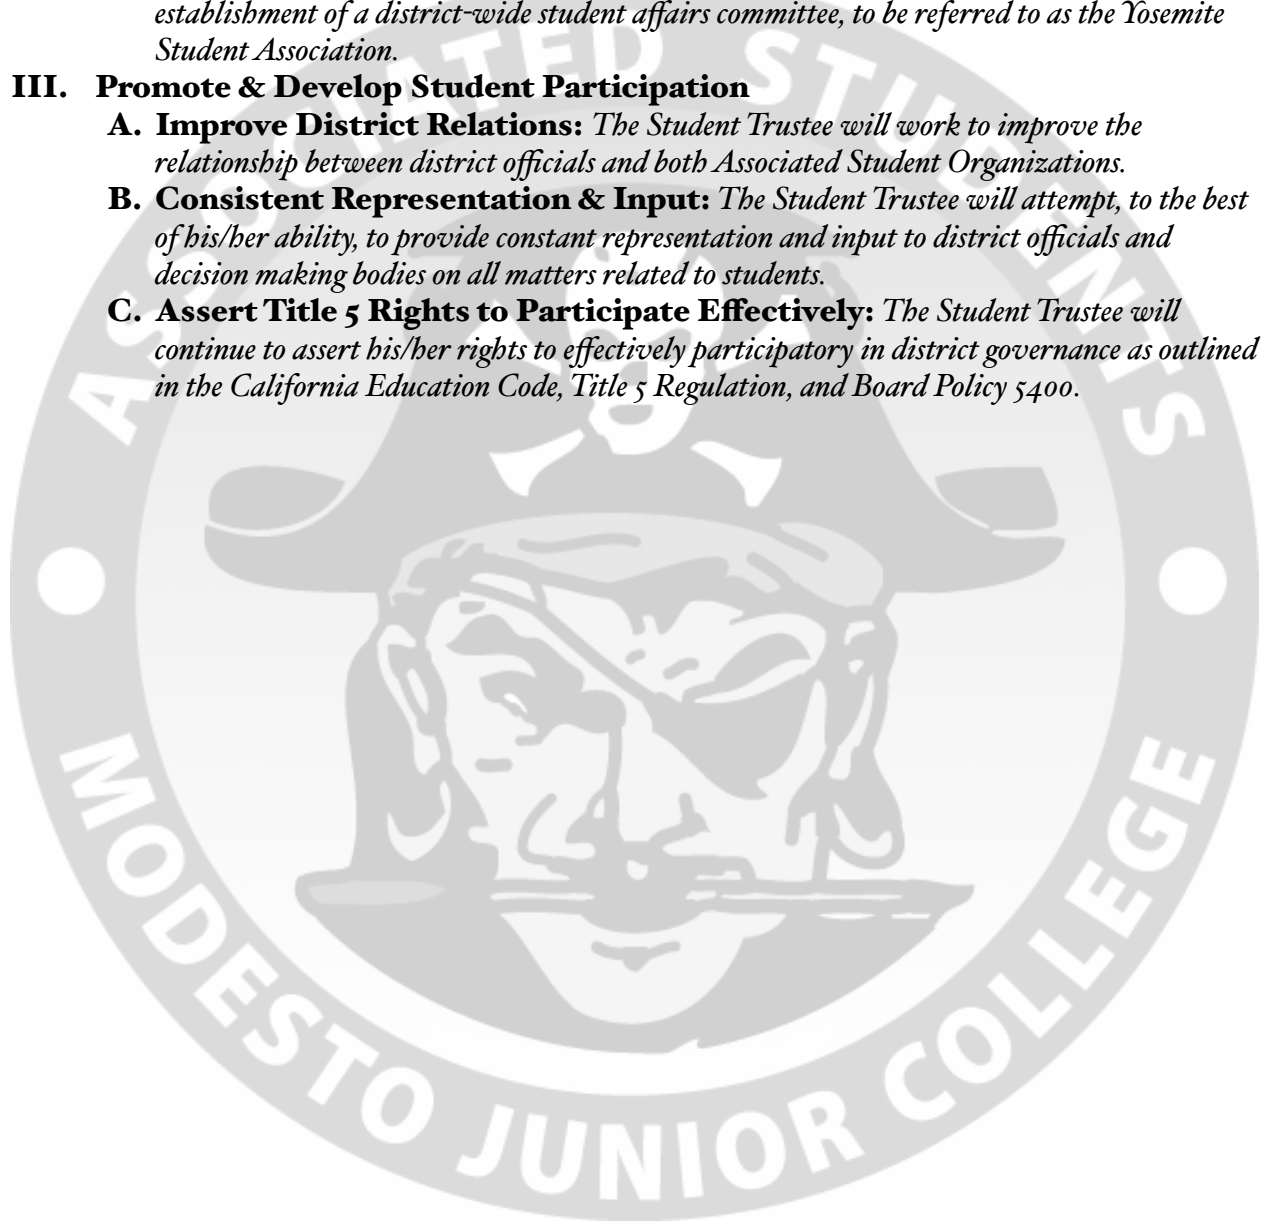 establishment of a district-wide student affairs committee, to be referred to as the Yosemite
Student Association.
III. Promote & Develop Student Participation
A. Improve District Relations: The Student Trustee will work to improve the
relationship between district officials and both Associated Student Organizations.
B. Consistent Representation & Input: The Student Trustee will attempt, to the best
of his/her ability, to provide constant representation and input to district officials and
decision making bodies on all matters related to students.
C. Assert Title 5 Rights to Participate Effectively: The Student Trustee will
continue to assert his/her rights to effectively participatory in district governance as outlined
in the California Education Code, Title 5 Regulation, and Board Policy 5400.
ASSOCIATED STUDENTS
MODESTO JUNIOR COLLEGE